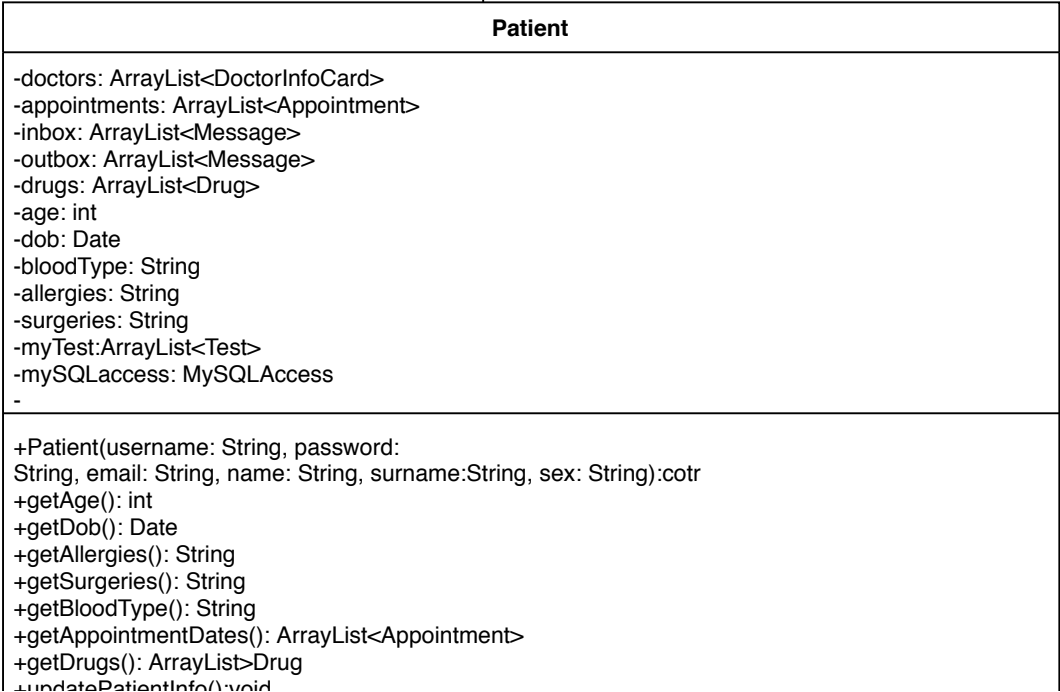 Patient
-doctors: ArrayList<DoctorInfoCard>
-appointments: ArrayList<Appointment>
-inbox: ArrayList<Message>
-outbox: ArrayList<Message>
-drugs: ArrayList<Drug>
-age: int
-dob: Date
-bloodType: String
-allergies: String
-surgeries: String
-myTest:ArrayList<Test>
-mySQLaccess: MySQLAccess
-
+Patient(username: String, password:
String, email: String, name: String, surname:String, sex: String):cotr
+getAge(): int
+getDob(): Date
+getAllergies(): String
+getSurgeries(): String
+getBloodType(): String
+getAppointmentDates(): ArrayList<Appointment>
+getDrugs(): ArrayList>Drug
+updatePatientInfo():void